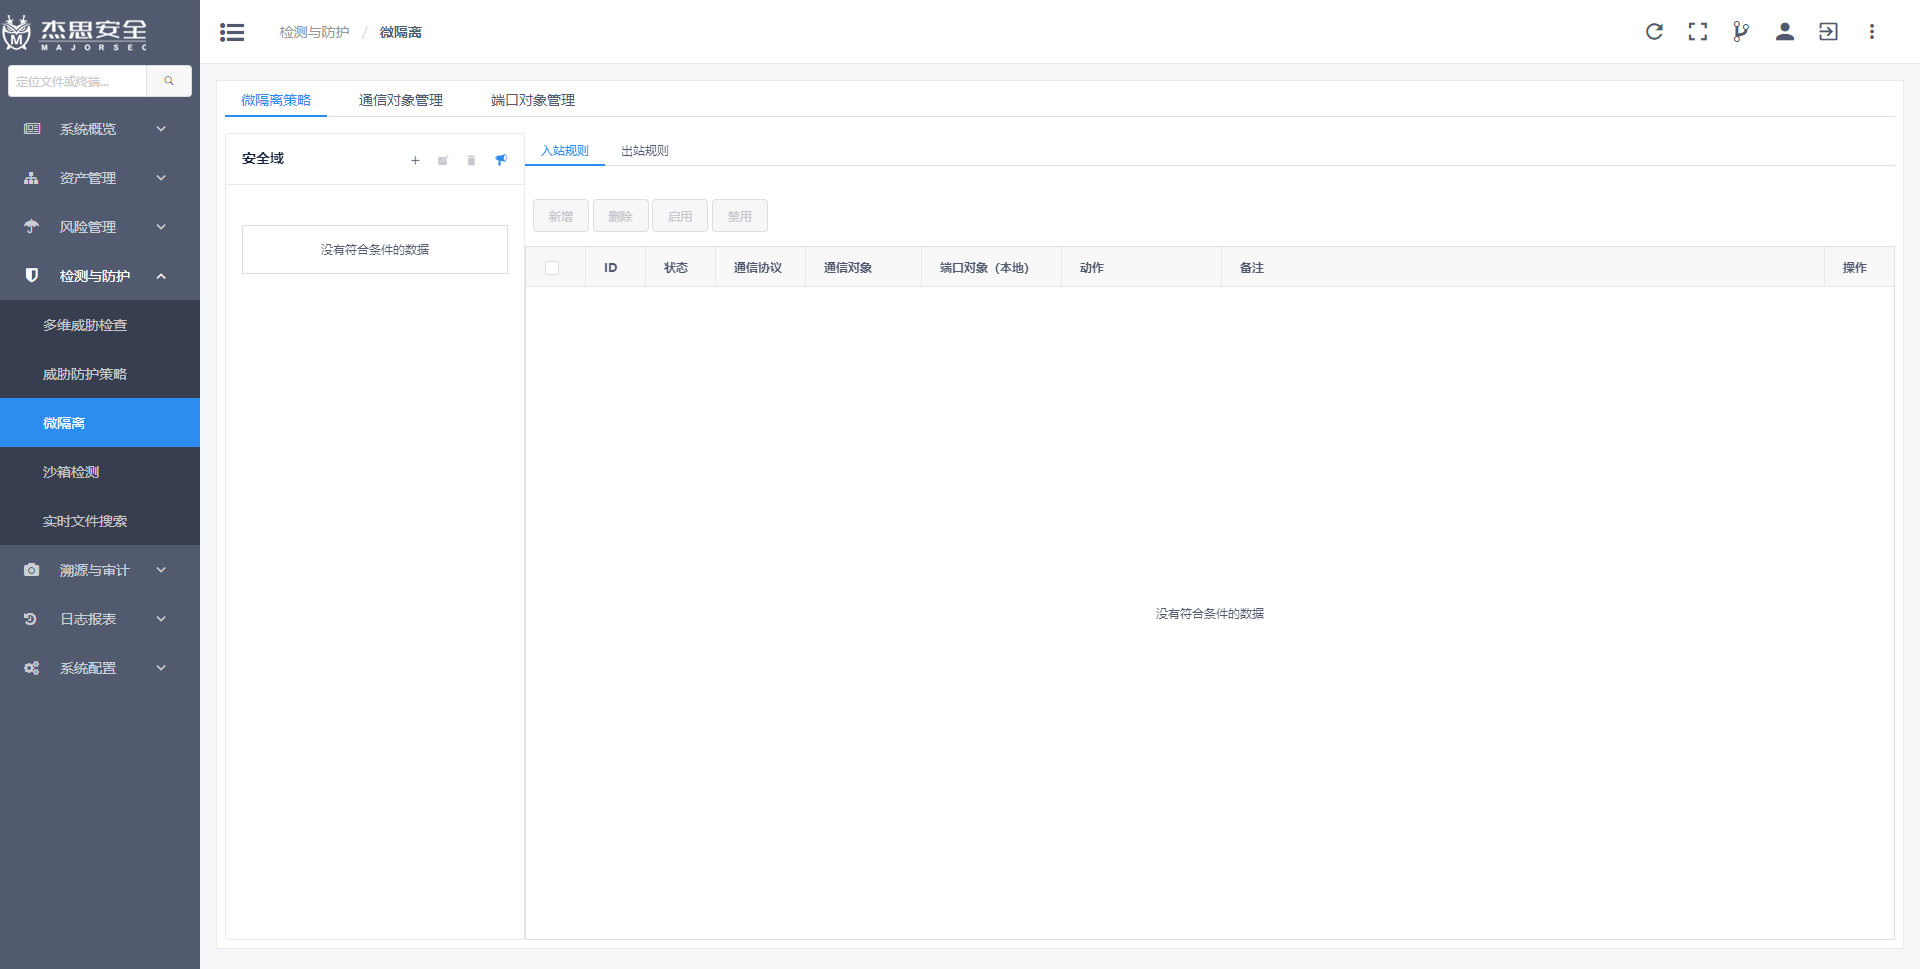 杰思安全
MAJORSEC
定位文件或终端...
系统概览
资产管理
风险管理
检测与防护
多维威胁检查
威胁防护策略
微隔离
沙箱检测
实时文件搜索
溯源与审计
日志报表
系统配置
检测与防护 / 微隔离
微隔离策略 通信对象管理 端口对象管理
安全域
没有符合条件的数据
入站规则 出站规则
新增 删除 启用 禁用
ID 状态 通信协议 通信对象 端口对象（本地） 动作 备注 操作
没有符合条件的数据